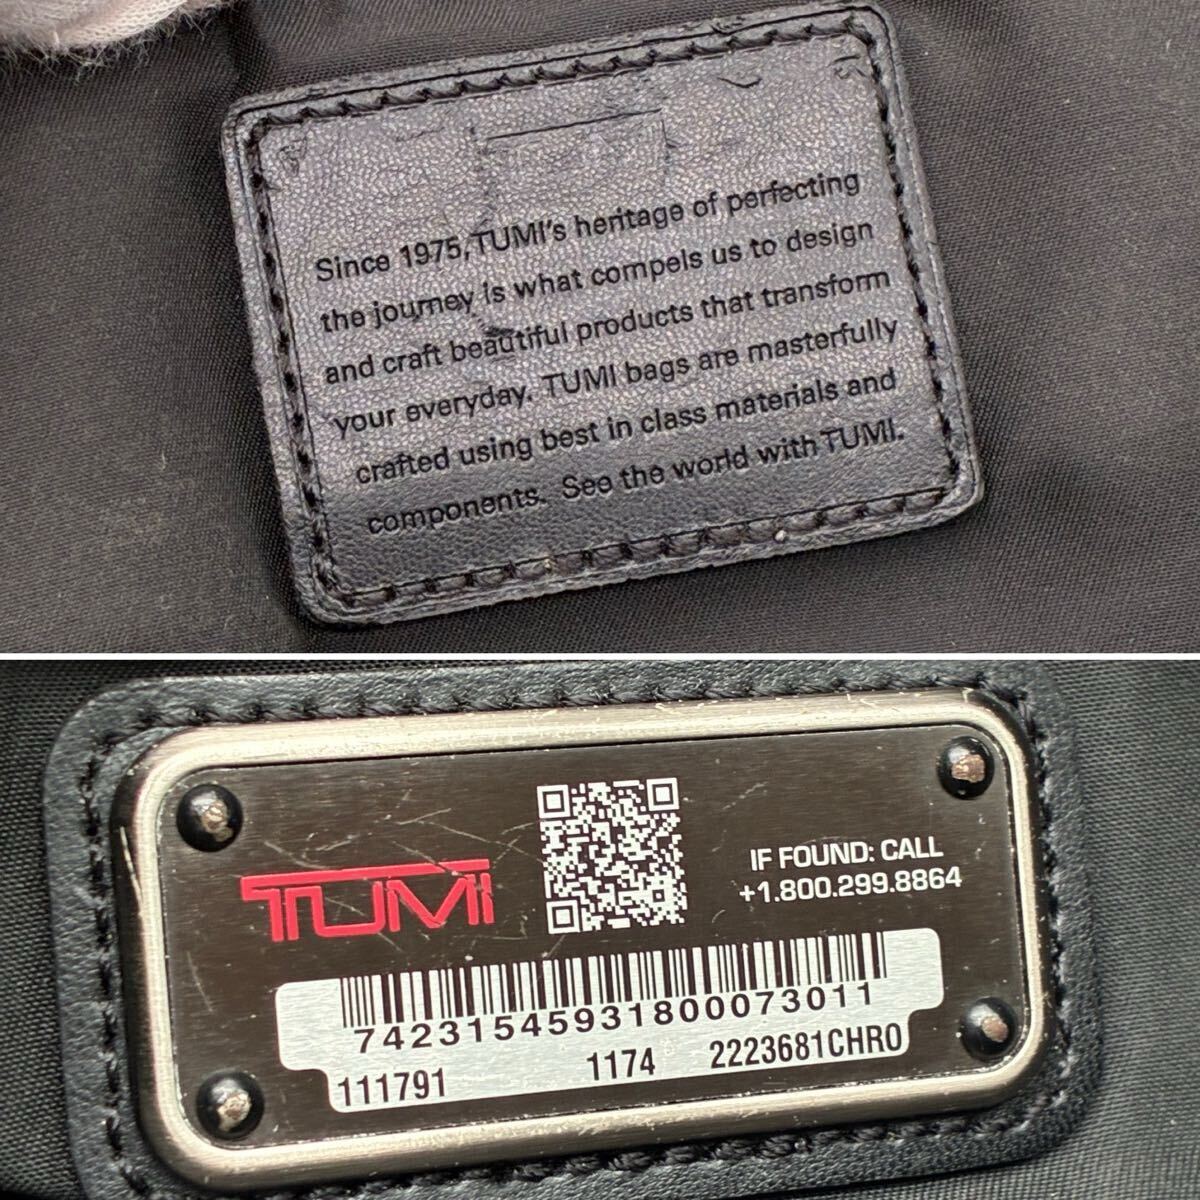 Since 1975, TUMI's heritage of perfecting
the journey is what compels us to design
and craft beautiful products that transform
your everyday. TUMI bags are masterfully
crafted using best in class materials and
components. See the world with TUMI.
TUMI
IF FOUND: CALL
+1.800.299.8864
74231545931800073011
111791 1174 2223681CHRO